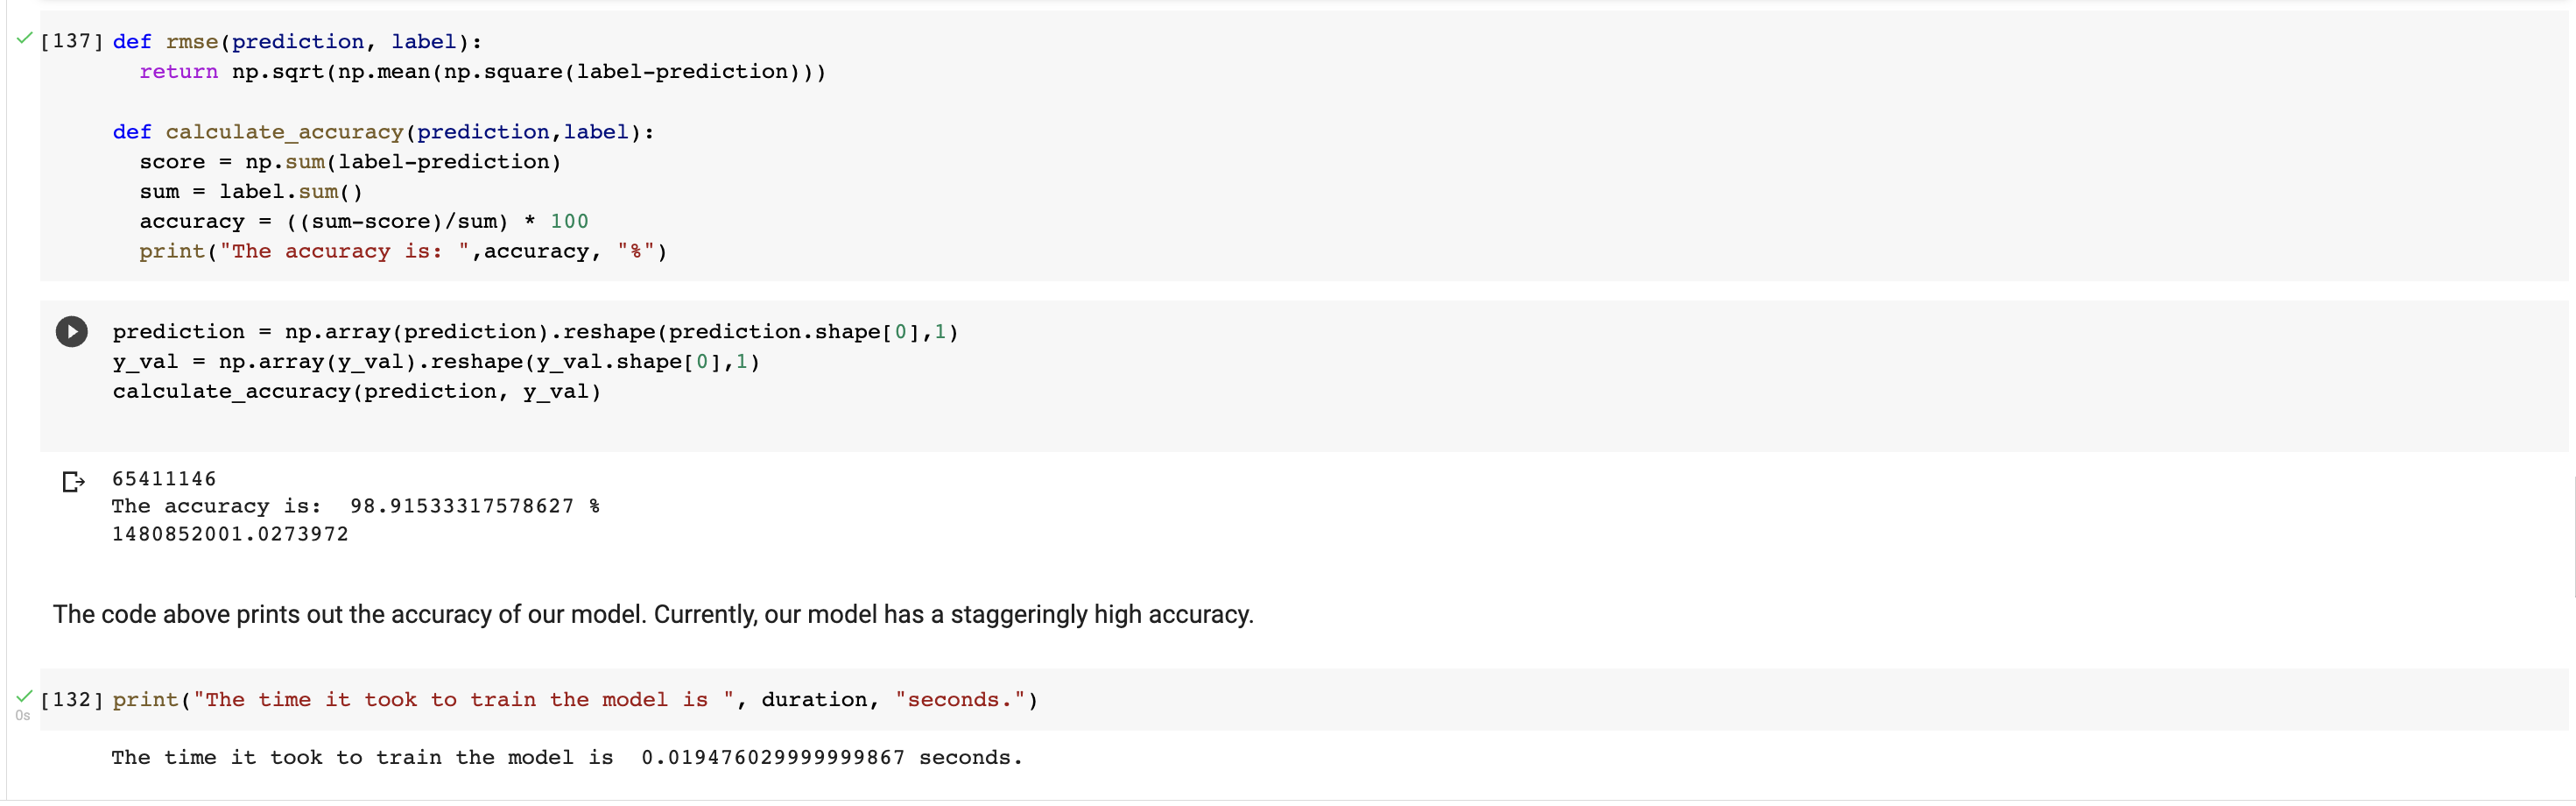 [137] def rmse(prediction, label):
return np.sqrt(np.mean(np.square(label-prediction)))
def calculate_accuracy(prediction,label):
score = np.sum(label-prediction)
sum = label.sum()
accuracy = ((sum-score)/sum) * 100
print("The accuracy is: ",accuracy, "%")
prediction = np.array(prediction).reshape(prediction.shape[0],1)
y_val = np.array(y_val).reshape(y_val.shape[0],1)
calculate_accuracy(prediction, y_val)
65411146
The accuracy is:  98.91533317578627 %
1480852001.0273972
The code above prints out the accuracy of our model. Currently, our model has a staggeringly high accuracy.
[132] print("The time it took to train the model is ", duration, "seconds.")
0s
The time it took to train the model is  0.019476029999999867 seconds.